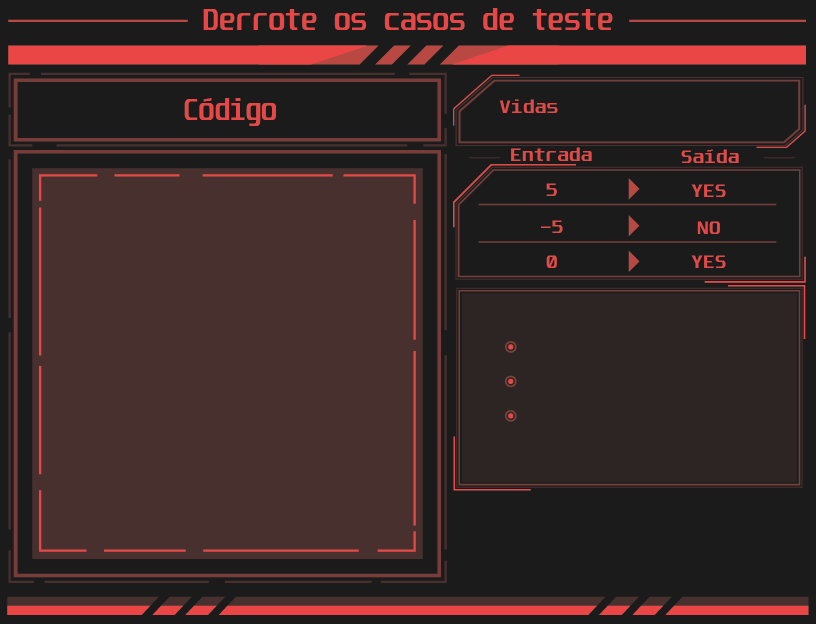 Derrote os casos de teste
Código
Vidas
Entrada Saída
5 YES
-5 NO
0 YES